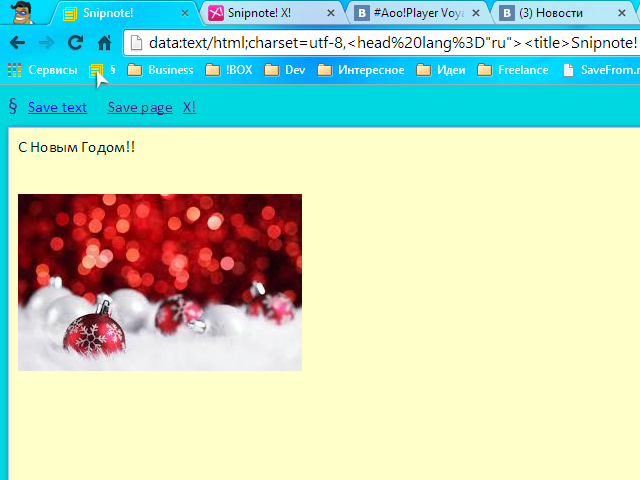 Snipnote!
Snipnote! X!
#Aoo!Player Voya
(3) Новости
data:text/html;charset=utf-8,<head%20lang%3D"ru"><title>Snipnote!
Сервисы § Business !BOX Dev Интересное Идеи Freelance SaveFrom.n
§ Save text Save page X!
С Новым Годом!!